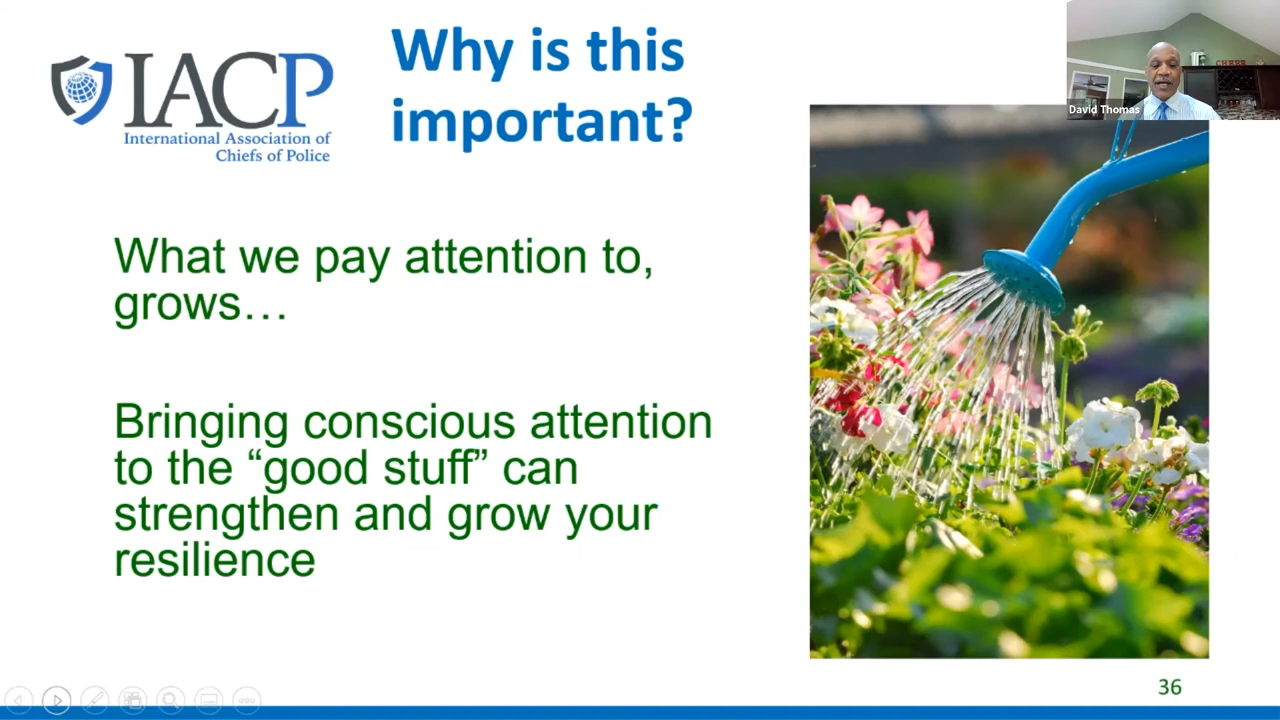 IACP
International Association of
Chiefs of Police
Why is this
important?
David Thomas
What we pay attention to,
grows…
Bringing conscious attention
to the “good stuff” can
strengthen and grow your
resilience
36